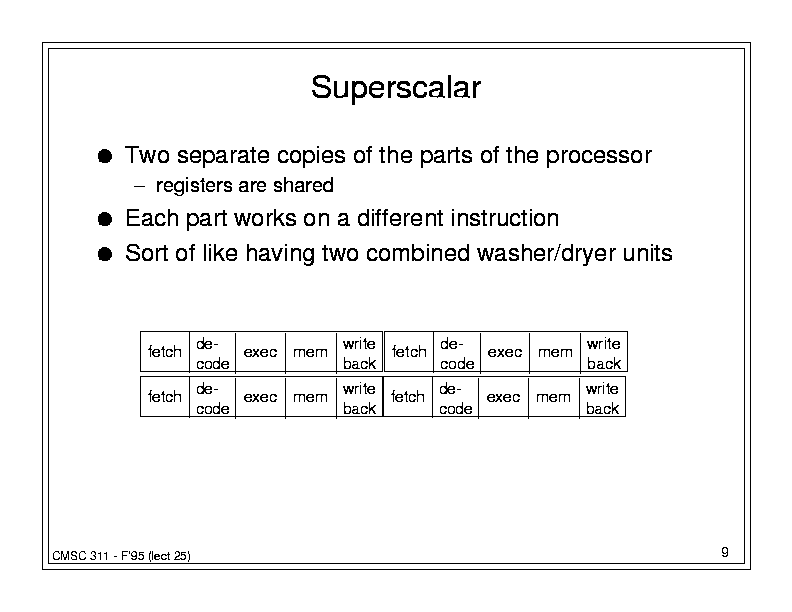 Superscalar
● Two separate copies of the parts of the processor
– registers are shared
● Each part works on a different instruction
● Sort of like having two combined washer/dryer units
fetch de-code exec mem write back fetch de-code exec mem write back
fetch de-code exec mem write back fetch de-code exec mem write back
CMSC 311 - F'95 (lect 25)
9